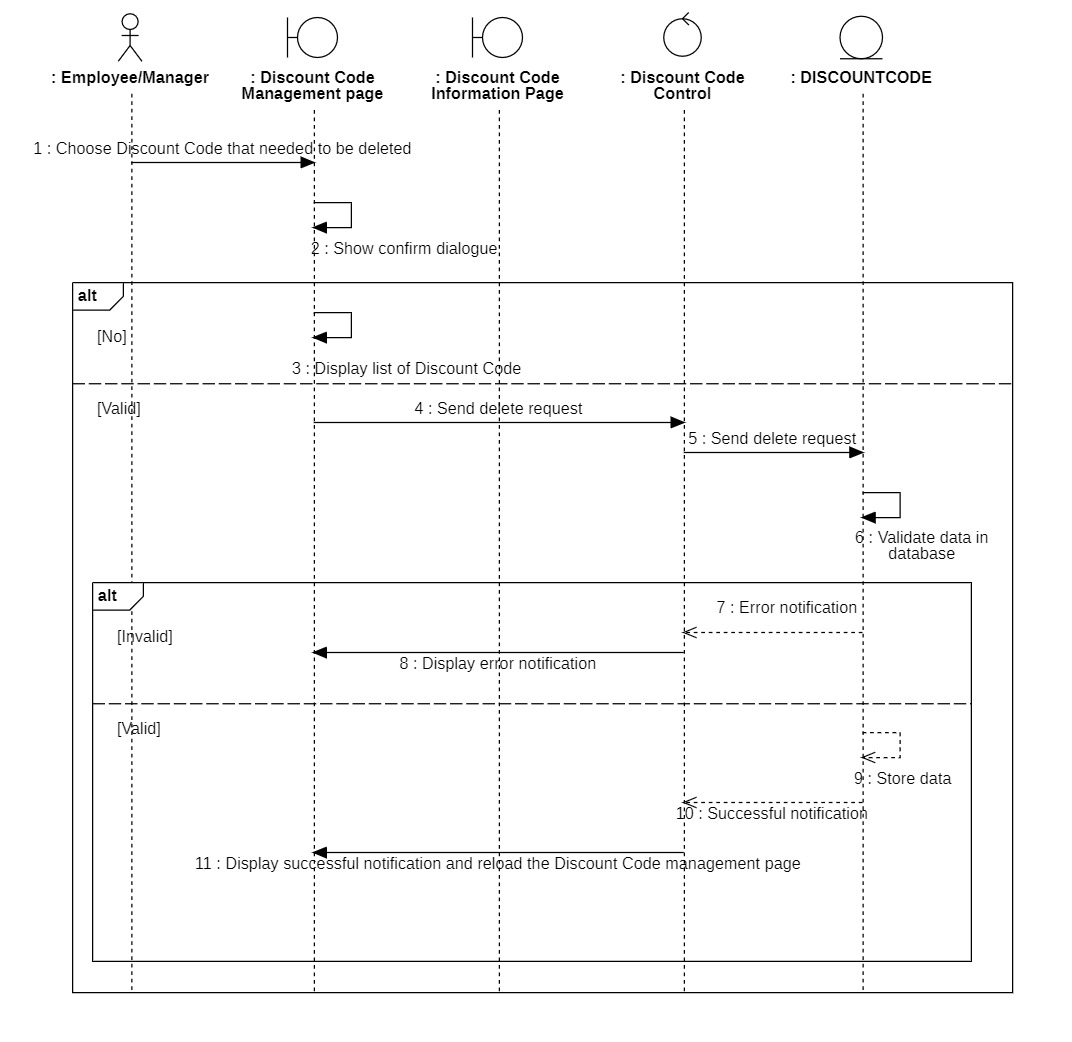 : Employee/Manager
: Discount Code
Management page
: Discount Code
Information Page
: Discount Code
Control
: DISCOUNTCODE
1 : Choose Discount Code that needed to be deleted
2 : Show confirm dialogue
alt
[No]
3 : Display list of Discount Code
[Valid]
4 : Send delete request
5 : Send delete request
6 : Validate data in
database
alt
7 : Error notification
[Invalid]
8 : Display error notification
[Valid]
9 : Store data
10 : Successful notification
11 : Display successful notification and reload the Discount Code management page